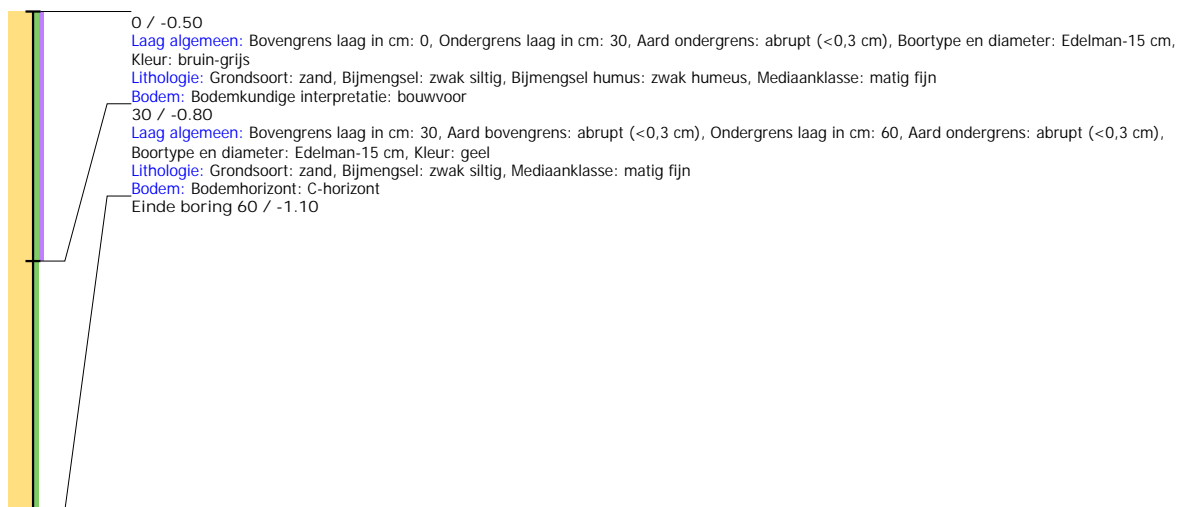 0 / -0.50
Laag algemeen: Bovengrens laag in cm: 0, Ondergrens laag in cm: 30, Aard ondergrens: abrupt (<0,3 cm), Boortype en diameter: Edelman-15 cm,
Kleur: bruin-grijs
Lithologie: Grondsoort: zand, Bijmengsel: zwak siltig, Bijmengsel humus: zwak humeus, Mediaanklasse: matig fijn
Bodem: Bodemkundige interpretatie: bouwvoor
30 / -0.80
Laag algemeen: Bovengrens laag in cm: 30, Aard bovengrens: abrupt (<0,3 cm), Ondergrens laag in cm: 60, Aard ondergrens: abrupt (<0,3 cm),
Boortype en diameter: Edelman-15 cm, Kleur: geel
Lithologie: Grondsoort: zand, Bijmengsel: zwak siltig, Mediaanklasse: matig fijn
Bodem: Bodemhorizont: C-horizont
Einde boring 60 / -1.10